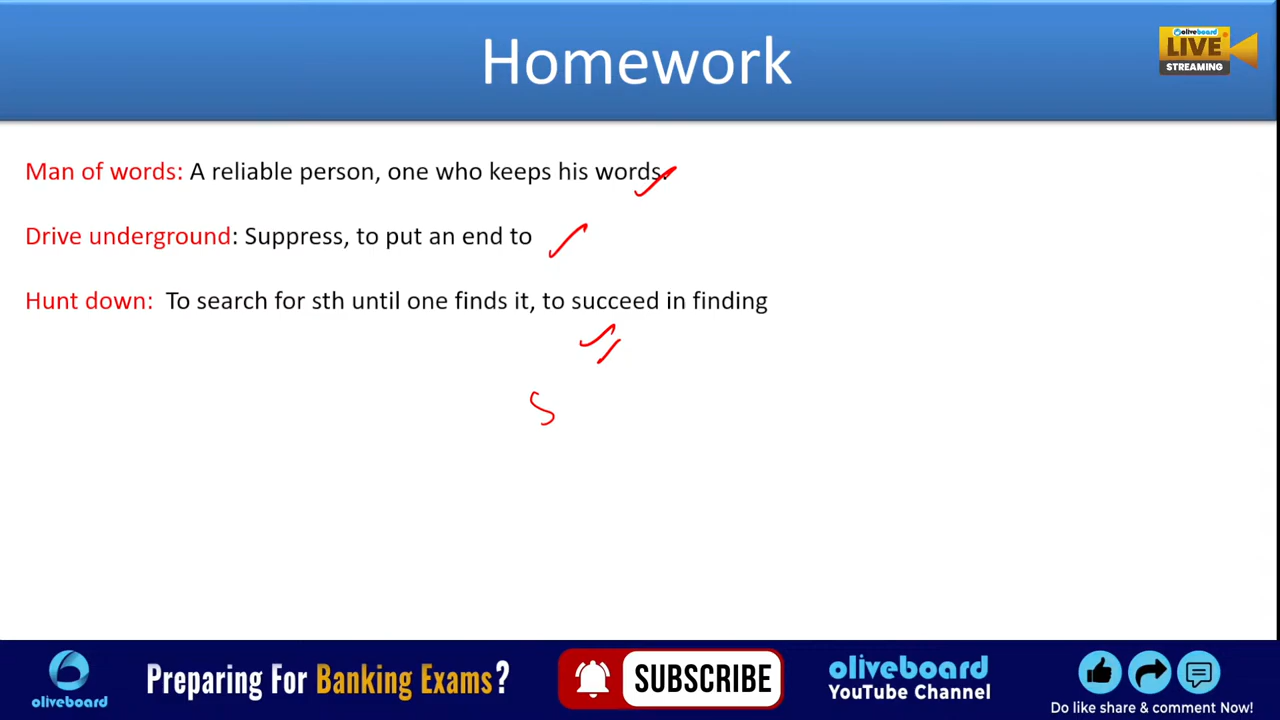 Homework
oliveboard
LIVE
STREAMING
Man of words: A reliable person, one who keeps his words.
Drive underground: Suppress, to put an end to
Hunt down: To search for sth until one finds it, to succeed in finding
S
oliveboard
Preparing For Banking Exams?
SUBSCRIBE
oliveboard
YouTube Channel
Do like share & comment Now!